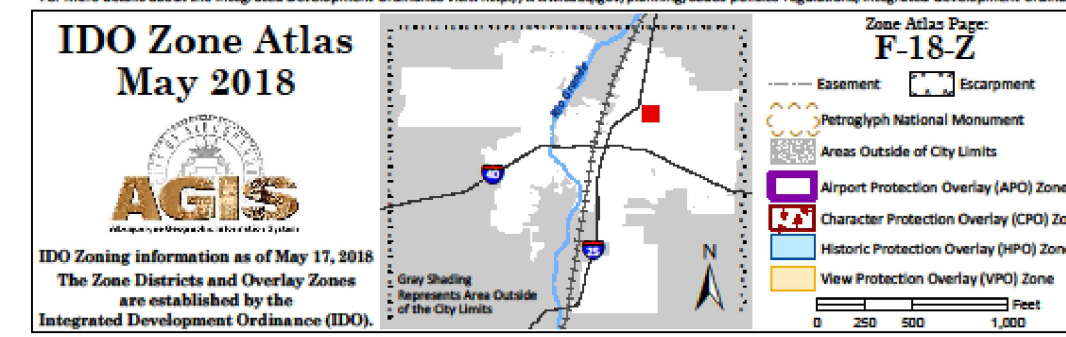 IDO Zone Atlas
May 2018
AGIS
Albuquerque Geographic Information System
IDO Zoning information as of May 17, 2018
The Zone Districts and Overlay Zones
are established by the
Integrated Development Ordinance (IDO).
Rio Grande
40
25
N
Gray Shading
Represents Area Outside
of the City Limits
Zone Atlas Page:
F-18-Z
Easement
Escarpment
Petroglyph National Monument
Areas Outside of City Limits
Airport Protection Overlay (APO) Zone
Character Protection Overlay (CPO) Zo
Historic Protection Overlay (HPO) Zone
View Protection Overlay (VPO) Zone
Feet
0 250 500 1,000